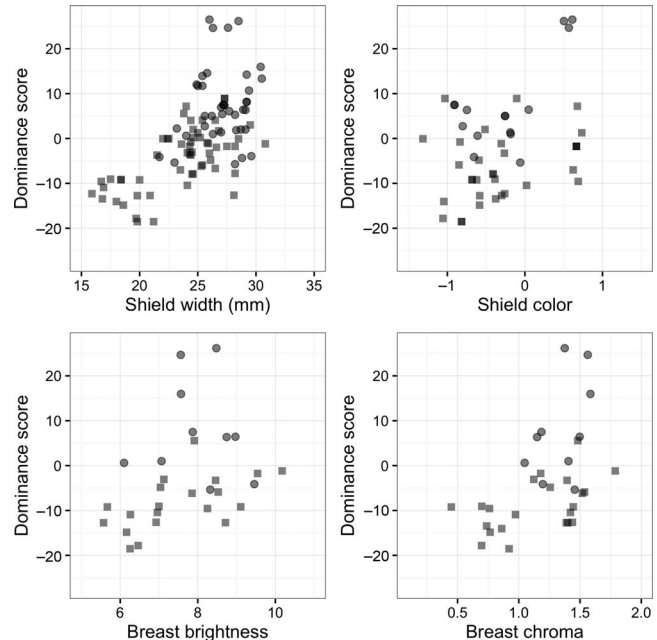 Dominance score
20
10
0
−10
−20
15 20 25 30 35
Shield width (mm)
Dominance score
20
10
0
−10
−20
−1 0 1
Shield color
Dominance score
20
10
0
−10
−20
6 8 10
Breast brightness
Dominance score
20
10
0
−10
−20
0.5 1.0 1.5 2.0
Breast chroma